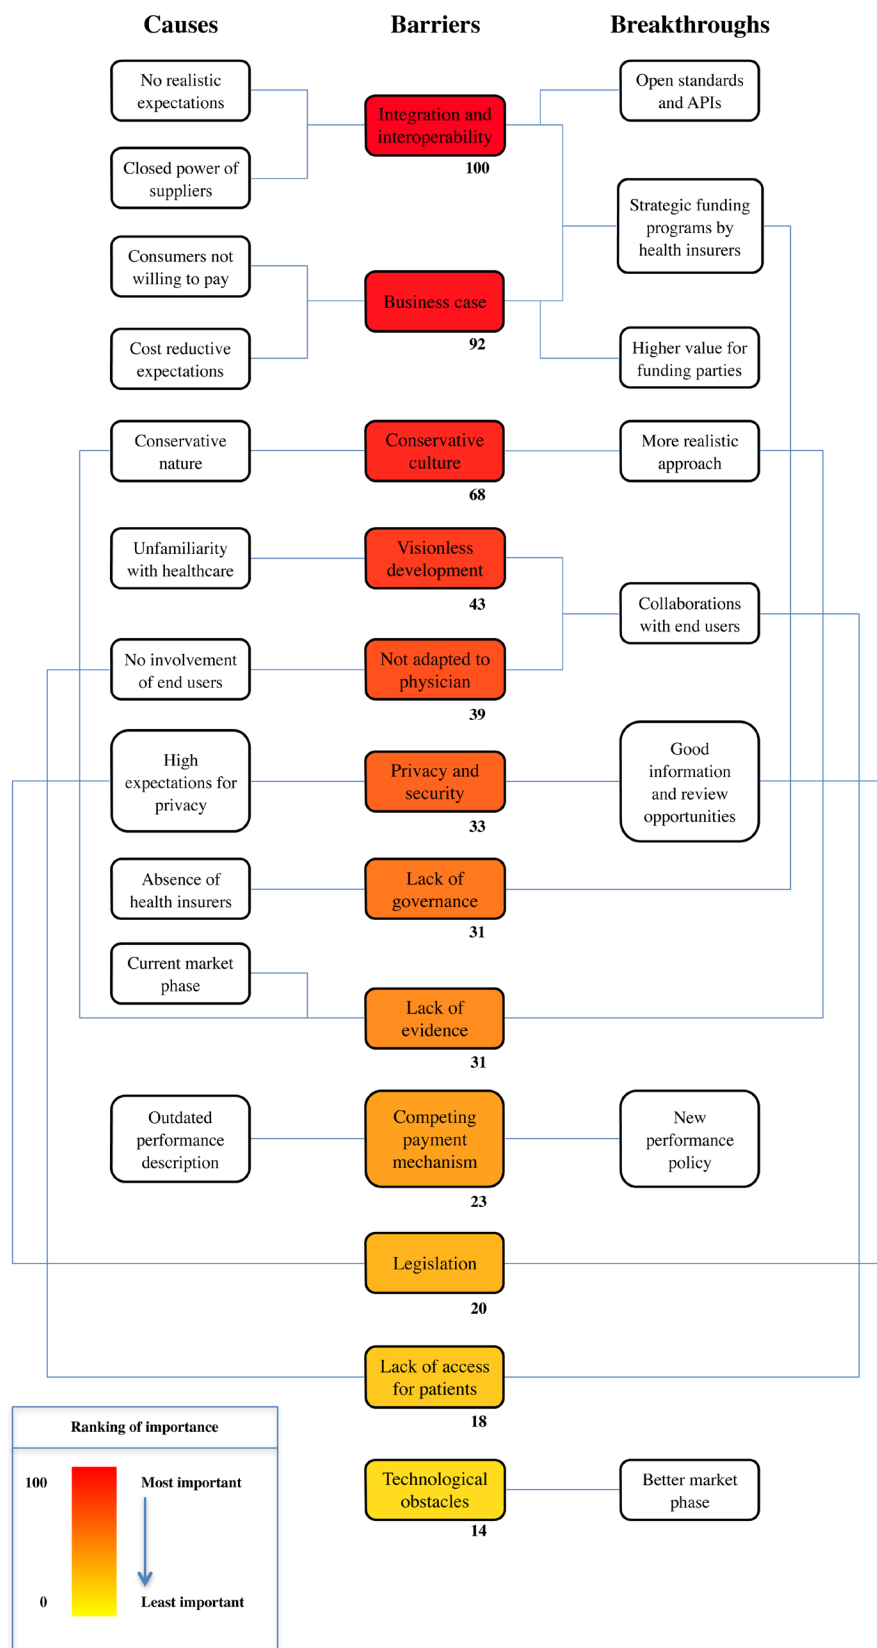 Causes
Barriers
Breakthroughs
No realistic
expectations
Integration and
interoperability
100
Open standards
and APIs
Closed power of
suppliers
Strategic funding
programs by
health insurers
Consumers not
willing to pay
Business case
92
Cost reductive
expectations
Higher value for
funding parties
Conservative
nature
Conservative
culture
68
More realistic
approach
Unfamiliarity
with healthcare
Visionless
development
43
Collaborations
with end users
No involvement
of end users
Not adapted to
physician
39
High
expectations for
privacy
Privacy and
security
33
Good
information
and review
opportunities
Absence of
health insurers
Lack of
governance
31
Current market
phase
Lack of
evidence
31
Outdated
performance
description
Competing
payment
mechanism
23
New
performance
policy
Legislation
20
Lack of access
for patients
18
Technological
obstacles
14
Better market
phase
Ranking of importance
100
Most important
0
Least important